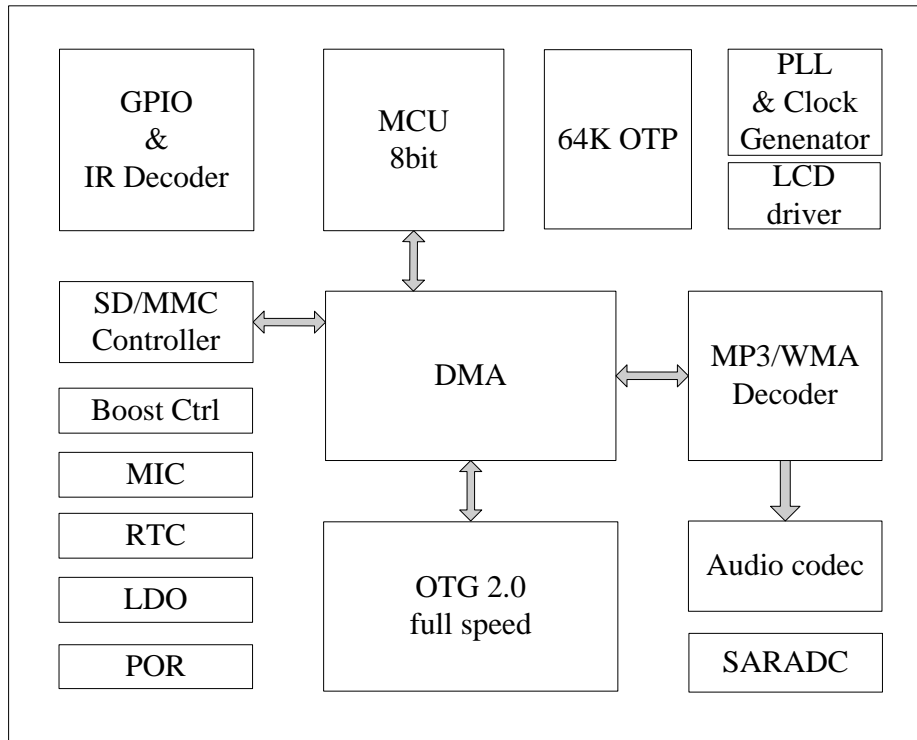 GPIO
&
IR Decoder
MCU
8bit
64K OTP
PLL
& Clock
Genenator
LCD
driver
SD/MMC
Controller
DMA
MP3/WMA
Decoder
Boost Ctrl
MIC
RTC
LDO
POR
OTG 2.0
full speed
Audio codec
SARADC